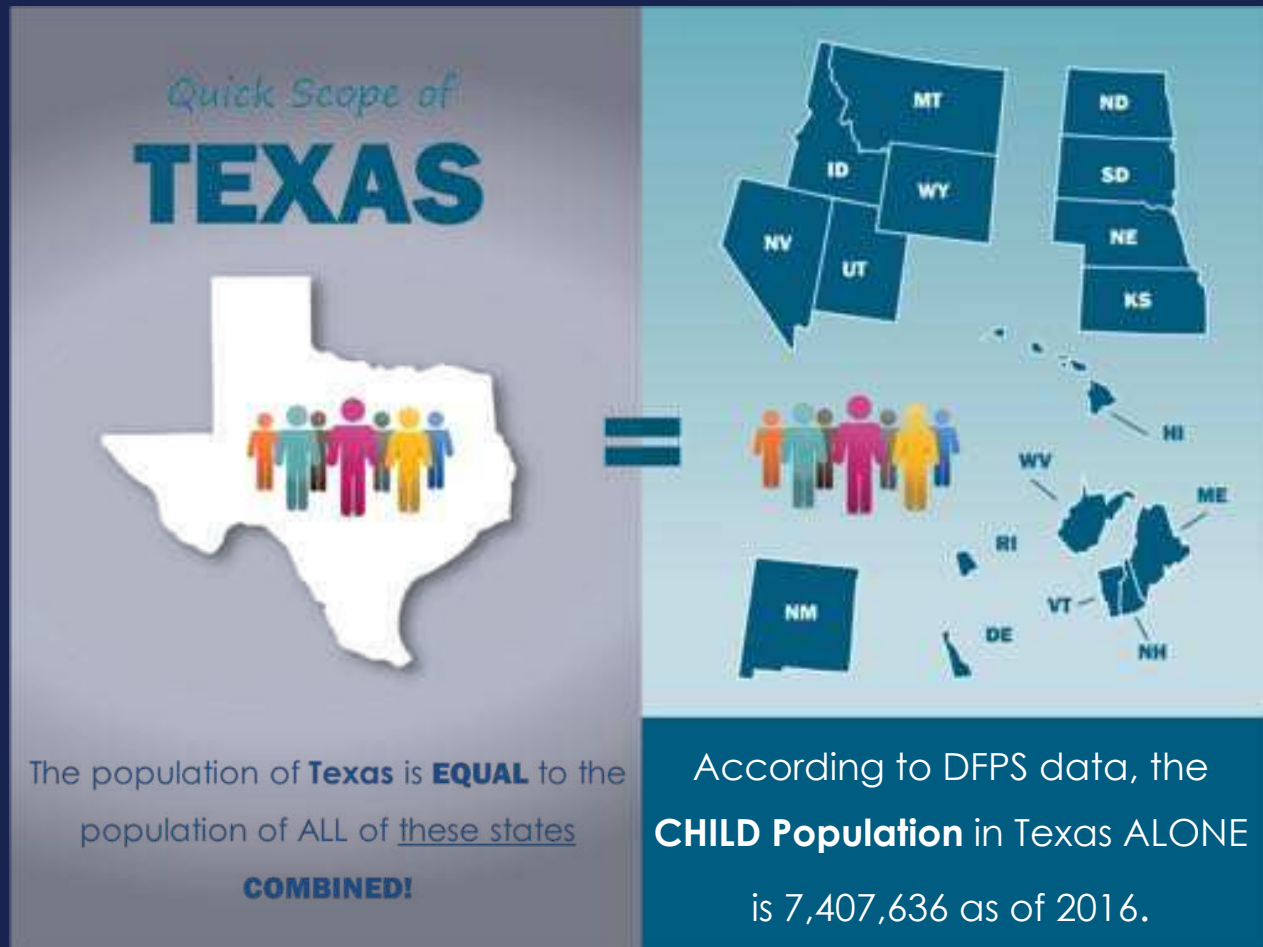 Quick Scope of
TEXAS
The population of Texas is EQUAL to the
population of ALL of these states
COMBINED!
MT
ND
ID
WY
SD
NV
UT
NE
KS
=
HI
WV
ME
RI
NM
VT
DE
NH
According to DFPS data, the
CHILD Population in Texas ALONE
is 7,407,636 as of 2016.